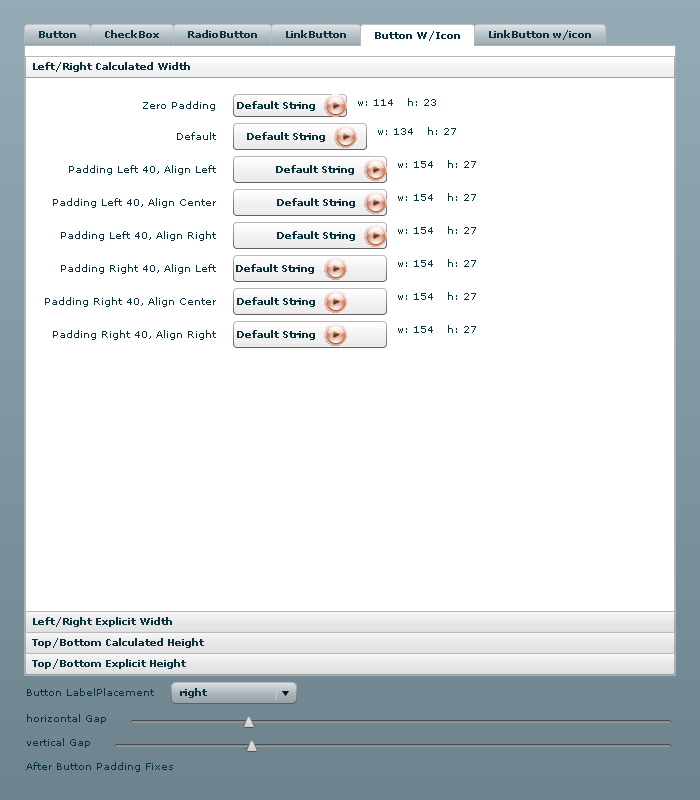 Button CheckBox RadioButton LinkButton Button W/Icon LinkButton w/icon
Left/Right Calculated Width
Zero Padding Default String w: 114 h: 23
Default Default String w: 134 h: 27
Padding Left 40, Align Left Default String w: 154 h: 27
Padding Left 40, Align Center Default String w: 154 h: 27
Padding Left 40, Align Right Default String w: 154 h: 27
Padding Right 40, Align Left Default String w: 154 h: 27
Padding Right 40, Align Center Default String w: 154 h: 27
Padding Right 40, Align Right Default String w: 154 h: 27
Left/Right Explicit Width
Top/Bottom Calculated Height
Top/Bottom Explicit Height
Button LabelPlacement right
horizontal Gap
vertical Gap
After Button Padding Fixes